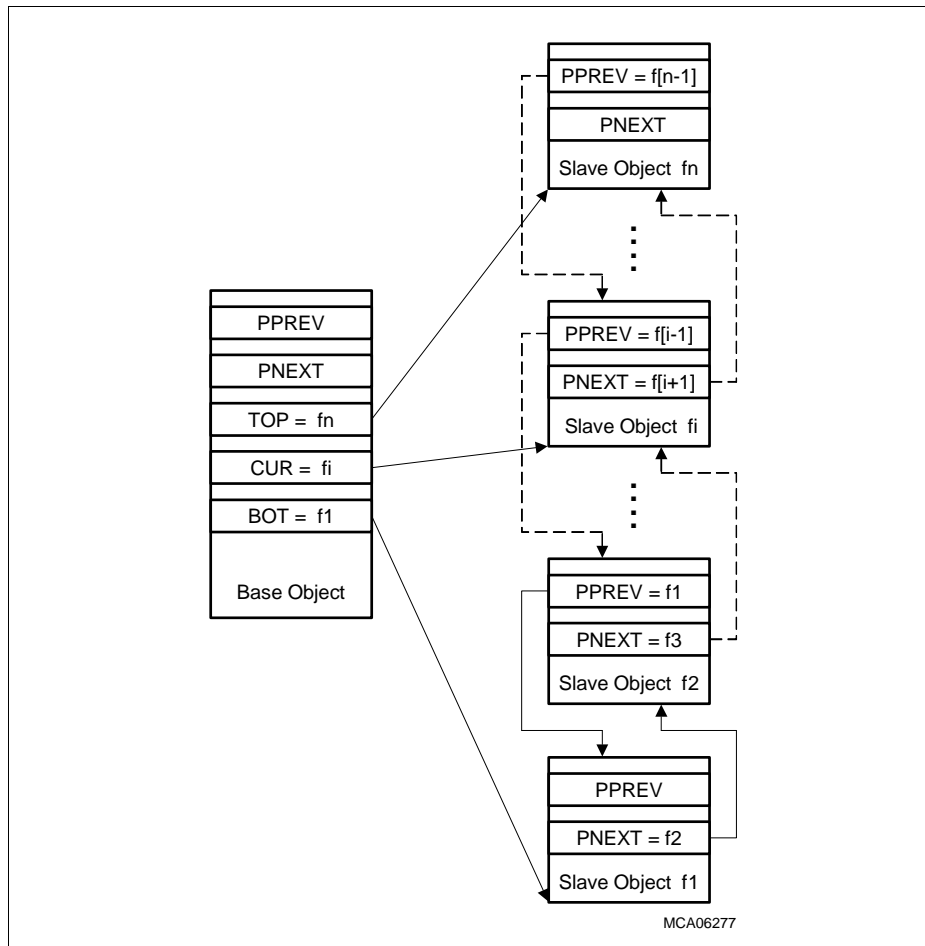 PPREV = f[n-1]
PNEXT
Slave Object fn
PPREV
PNEXT
TOP = fn
CUR = fi
BOT = f1
Base Object
PPREV = f[i-1]
PNEXT = f[i+1]
Slave Object fi
PPREV = f1
PNEXT = f3
Slave Object f2
PPREV
PNEXT = f2
Slave Object f1
MCA06277